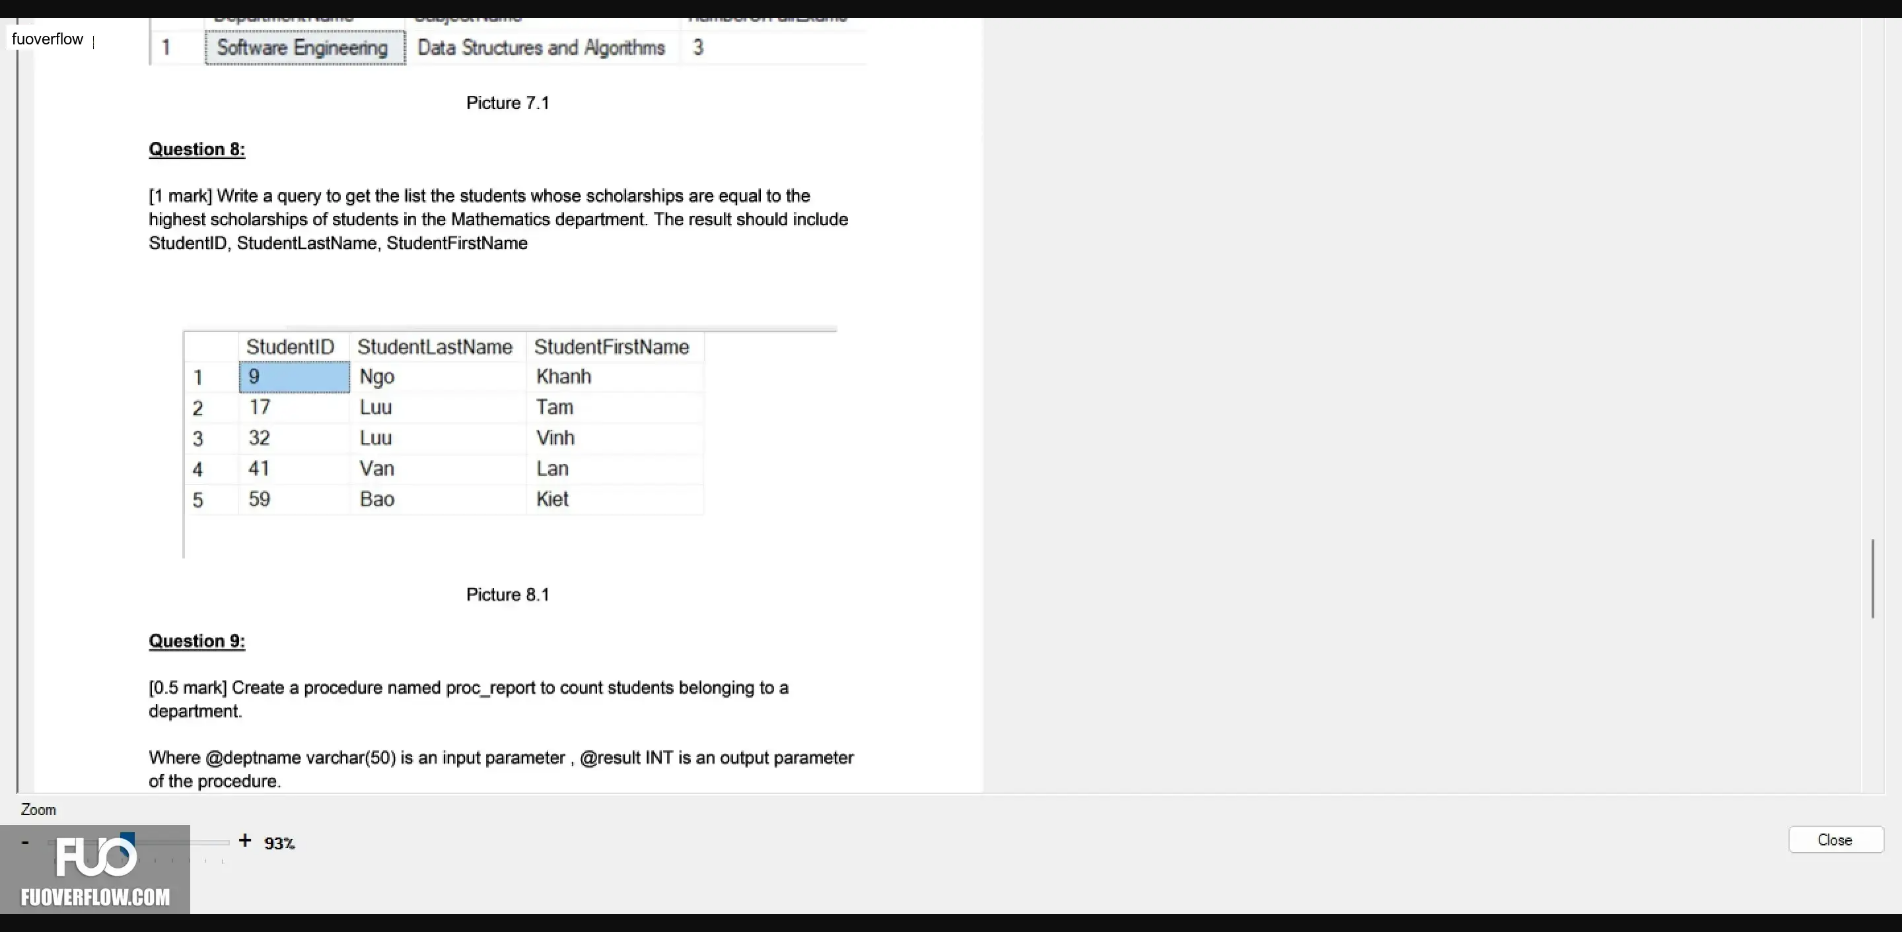 DepartmentName SubjectName NumberOfFailExams
fuoverflow
1 Software Engineering Data Structures and Algorithms 3
Picture 7.1
Question 8:
[1 mark] Write a query to get the list the students whose scholarships are equal to the
highest scholarships of students in the Mathematics department. The result should include
StudentID, StudentLastName, StudentFirstName
StudentID StudentLastName StudentFirstName
1 9 Ngo Khanh
2 17 Luu Tam
3 32 Luu Vinh
4 41 Van Lan
5 59 Bao Kiet
Picture 8.1
Question 9:
[0.5 mark] Create a procedure named proc_report to count students belonging to a
department.
Where @deptname varchar(50) is an input parameter , @result INT is an output parameter
of the procedure.
Zoom
- + 93%
Close
FUO
FUOVERFLOW.COM